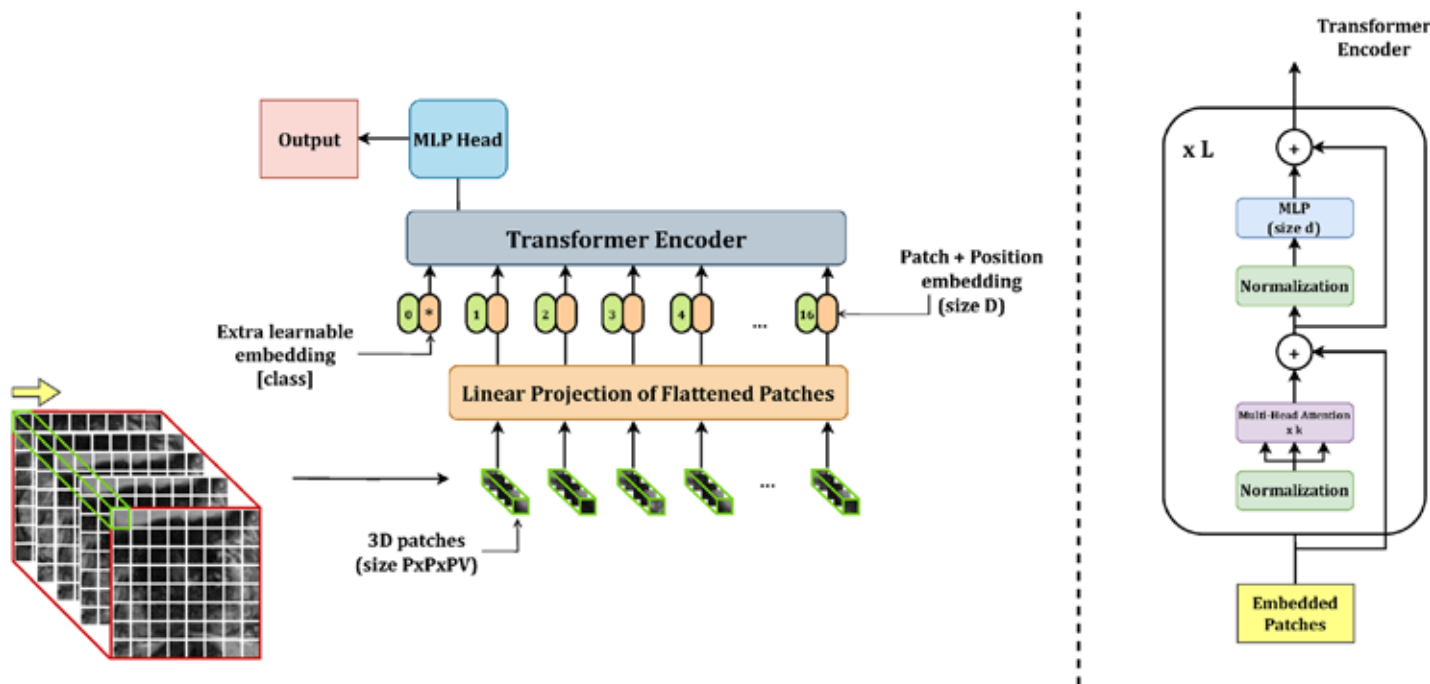 Transformer
Encoder
Output
MLP Head
x L
+
MLP
(size d)
Transformer Encoder
Patch + Position
embedding
(size D)
Normalization
0 * 1 2 3 4 ... 16
Extra learnable
embedding
[class]
+
Linear Projection of Flattened Patches
Multi-Head Attention
x k
...
Normalization
3D patches
(size PxPxPV)
Embedded
Patches